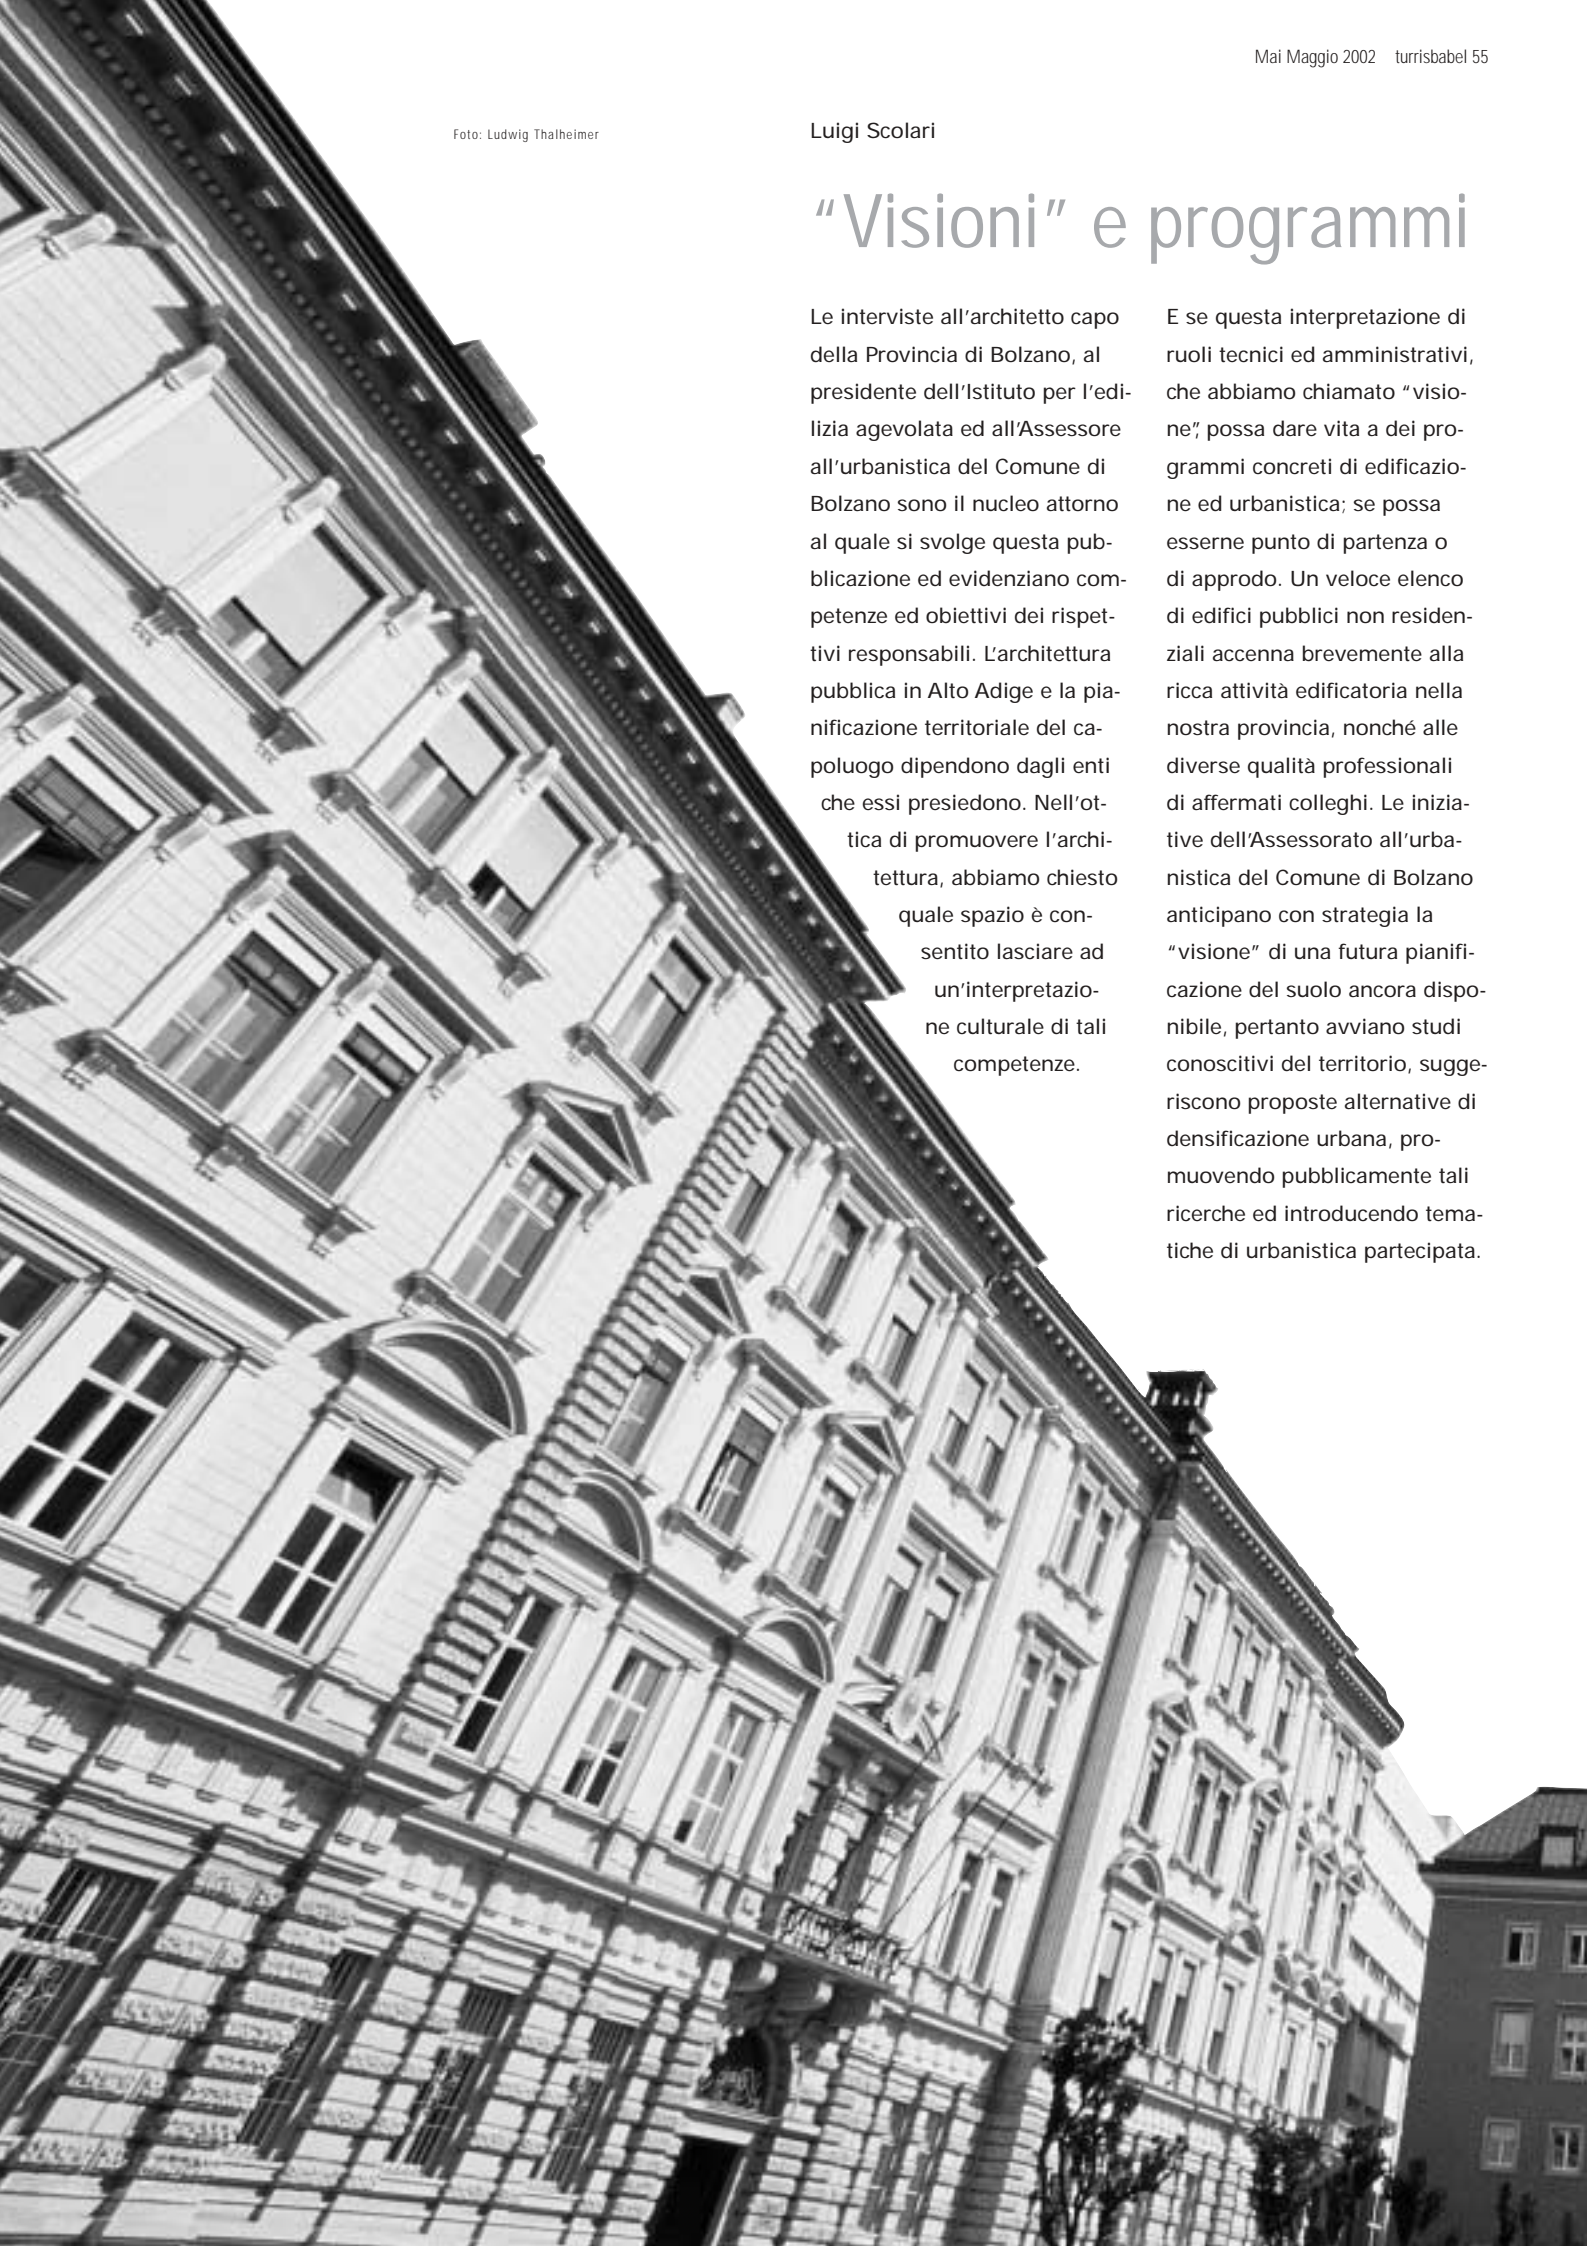 Mai Maggio 2002 turrisbabel 55
Foto: Ludwig Thalheimer
Luigi Scolari
“Visioni” e programmi
Le interviste all’architetto capo
della Provincia di Bolzano, al
presidente dell’Istituto per l’edi-
lizia agevolata ed all’Assessore
all’urbanistica del Comune di
Bolzano sono il nucleo attorno
al quale si svolge questa pub-
blicazione ed evidenziano com-
petenze ed obiettivi dei rispet-
tivi responsabili. L’architettura
pubblica in Alto Adige e la pia-
nificazione territoriale del ca-
poluogo dipendono dagli enti
che essi presiedono. Nell’ot-
tica di promuovere l’archi-
tettura, abbiamo chiesto
quale spazio è con-
sentito lasciare ad
un’interpretazio-
ne culturale di tali
competenze.
E se questa interpretazione di
ruoli tecnici ed amministrativi,
che abbiamo chiamato “visio-
ne”, possa dare vita a dei pro-
grammi concreti di edificazio-
ne ed urbanistica; se possa
esserne punto di partenza o
di approdo. Un veloce elenco
di edifici pubblici non residen-
ziali accenna brevemente alla
ricca attività edificatoria nella
nostra provincia, nonché alle
diverse qualità professionali
di affermati colleghi. Le inizia-
tive dell’Assessorato all’urba-
nistica del Comune di Bolzano
anticipano con strategia la
“visione” di una futura pianifi-
cazione del suolo ancora dispo-
nibile, pertanto avviano studi
conoscitivi del territorio, sugge-
riscono proposte alternative di
densificazione urbana, pro-
muovendo pubblicamente tali
ricerche ed introducendo tema-
tiche di urbanistica partecipata.